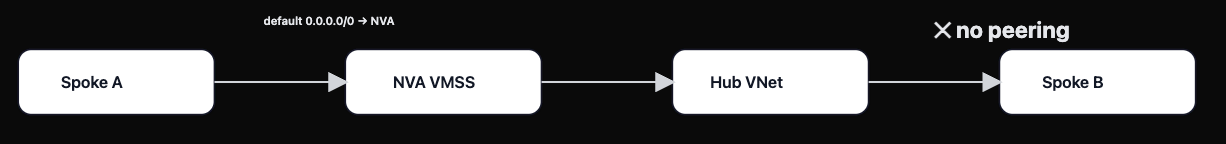 default 0.0.0.0/0 → NVA
✕ no peering
Spoke A
NVA VMSS
Hub VNet
Spoke B